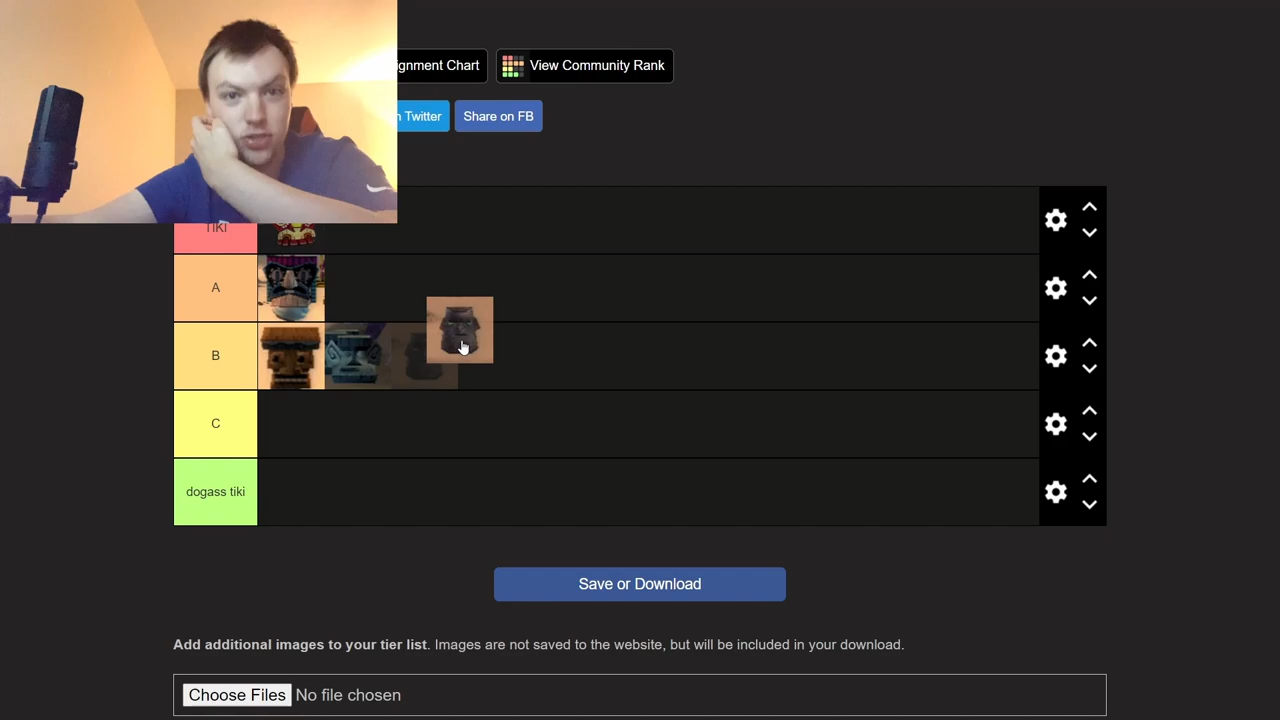 gnment Chart
View Community Rank
n Twitter
Share on FB
TIKI
A
B
C
dogass tiki
Save or Download
Add additional images to your tier list. Images are not saved to the website, but will be included in your download.
Choose Files No file chosen